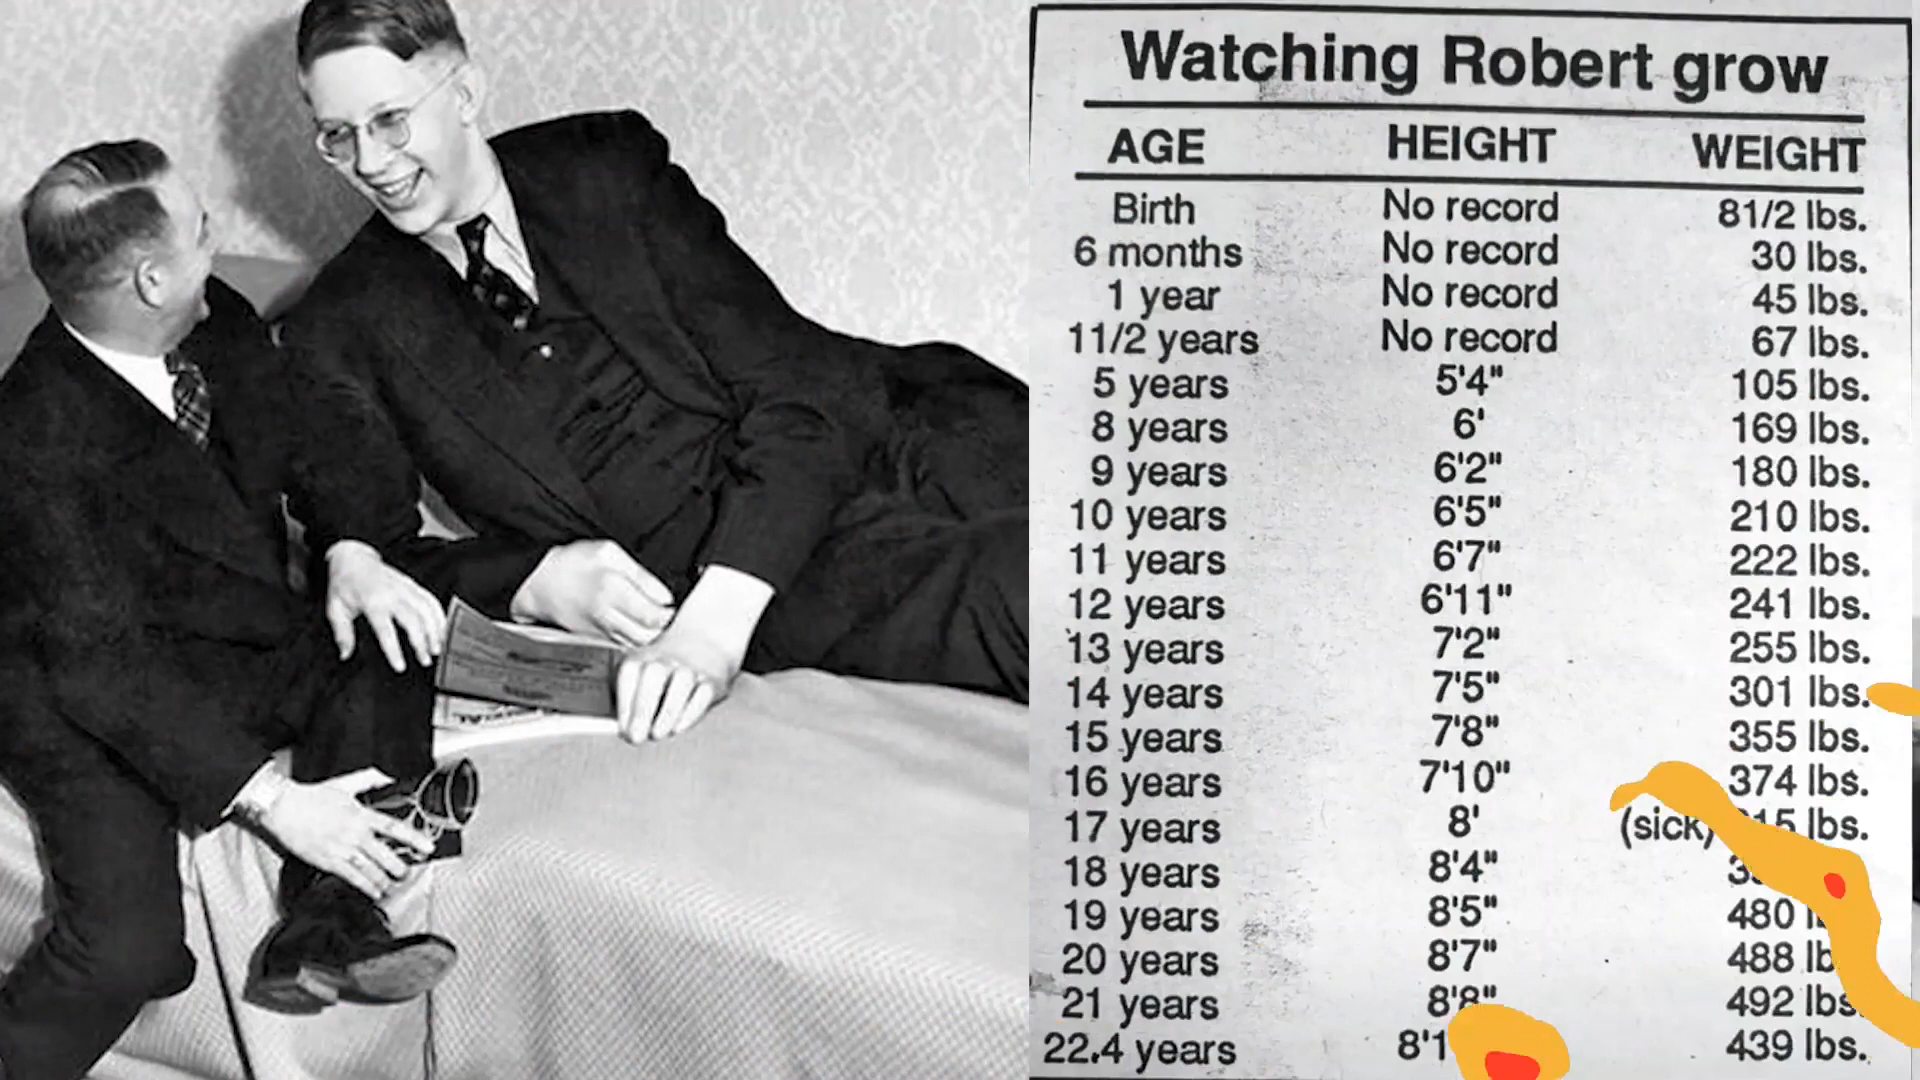 Watching Robert grow
AGE HEIGHT WEIGHT
Birth No record 81/2 lbs.
6 months No record 30 lbs.
1 year No record 45 lbs.
11/2 years No record 67 lbs.
5 years 5'4" 105 lbs.
8 years 6' 169 lbs.
9 years 6'2" 180 lbs.
10 years 6'5" 210 lbs.
11 years 6'7" 222 lbs.
12 years 6'11" 241 lbs.
13 years 7'2" 255 lbs.
14 years 7'5" 301 lbs.
15 years 7'8" 355 lbs.
16 years 7'10" 374 lbs.
17 years 8' (sick) lbs.
18 years 8'4"
19 years 8'5" 480
20 years 8'7" 488
21 years 8'8" 492 lbs.
22.4 years 439 lbs.